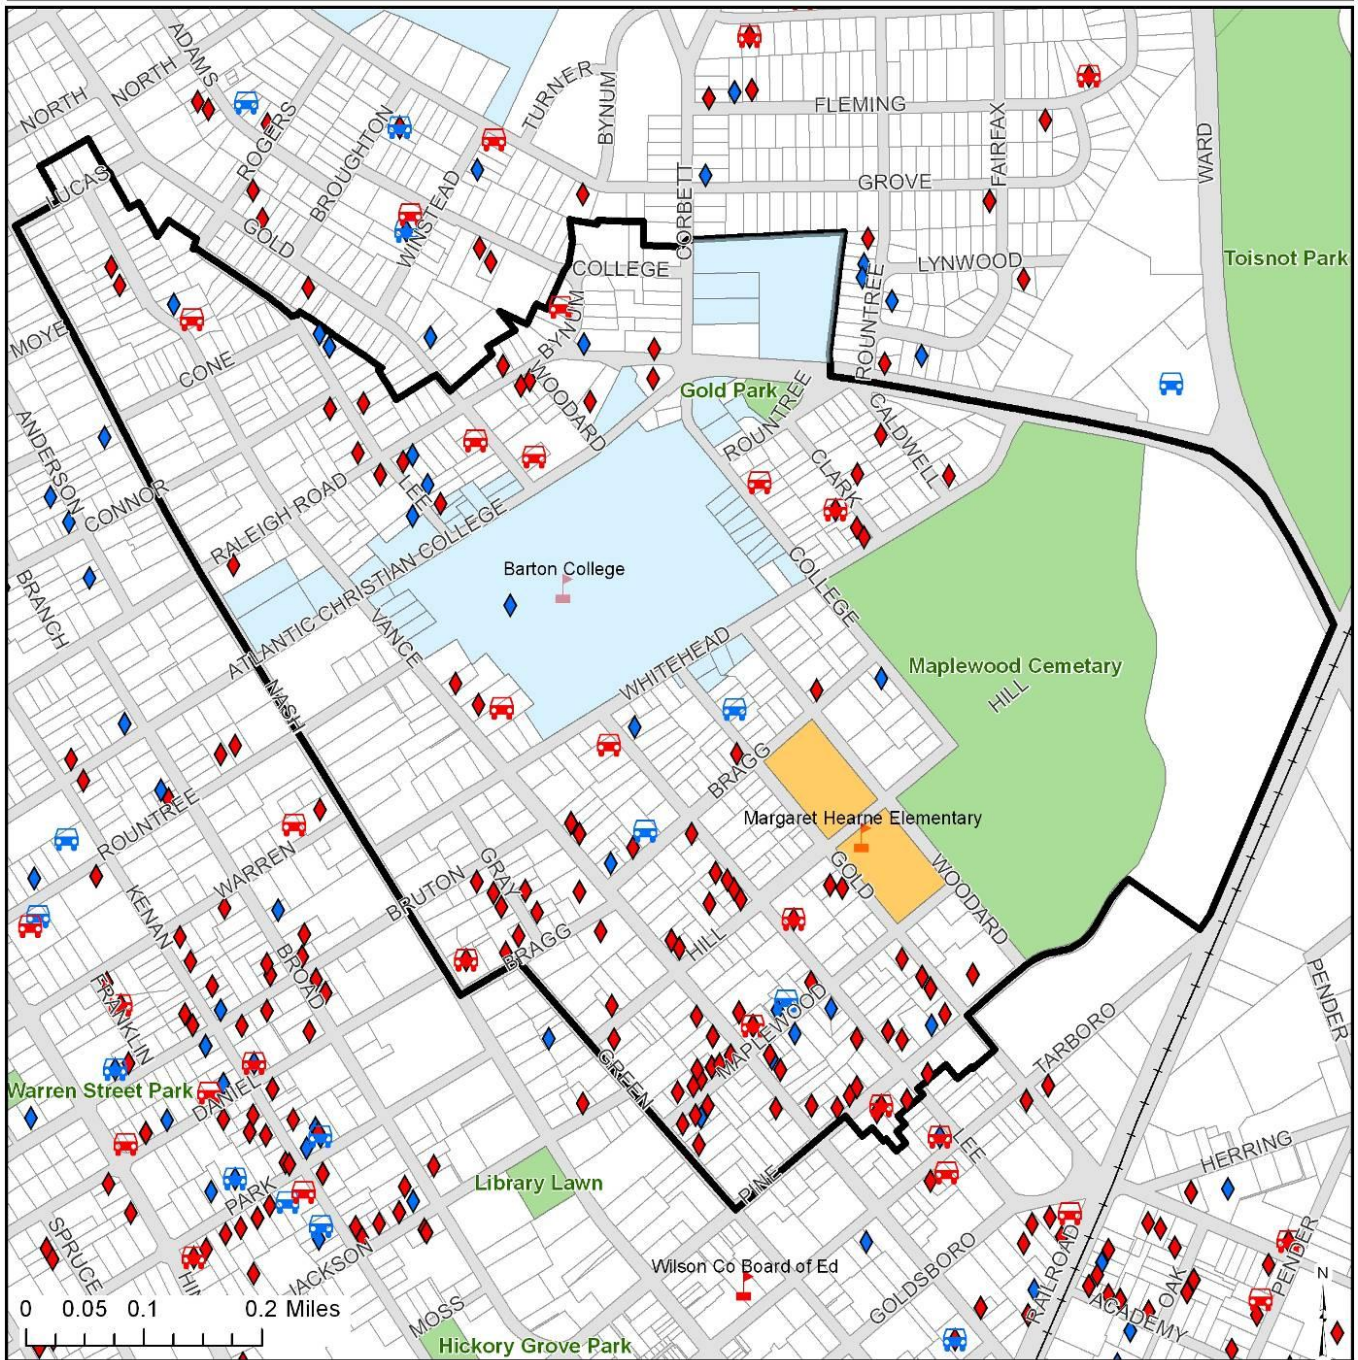 NORTH
NORTH
ADAMS
ROGERS
BROUGHTON
TURNER
BYNUM
FLEMING
FAIRFAX
WARD
LUCAS
GOLD
WINSTEAD
CORBETT
GROVE
COLLEGE
LYNWOOD
ROUNTREE
Toisnot Park
MOYE
CONE
BYNUM
WOODARD
Gold Park
ROUNTREE
CALDWELL
CLARK
ANDERSON
CONNOR
RALEIGH ROAD
LEE
ATLANTIC CHRISTIAN COLLEGE
Barton College
COLLEGE
BRANCH
VANCE
WHITEHEAD
Maplewood Cemetary
HILL
NASH
BRAGG
Margaret Hearne Elementary
ROUNTREE
WARREN
KENAN
BRUTON
GRAY
GOLD
WOODARD
BROAD
BRAGG
HILL
FRANKLIN
MAPLEWOOD
PENDER
TARBORO
GREEN
Warren Street Park
DANIEL
LEE
HERRING
PARK
Library Lawn
PINE
SPRUCE
HIN
JACKSON
Wilson Co Board of Ed
GOLDSBORO
RAILROAD
OAK
PENDER
ACADEMY
N
0 0.05 0.1 0.2 Miles
MOSS
Hickory Grove Park